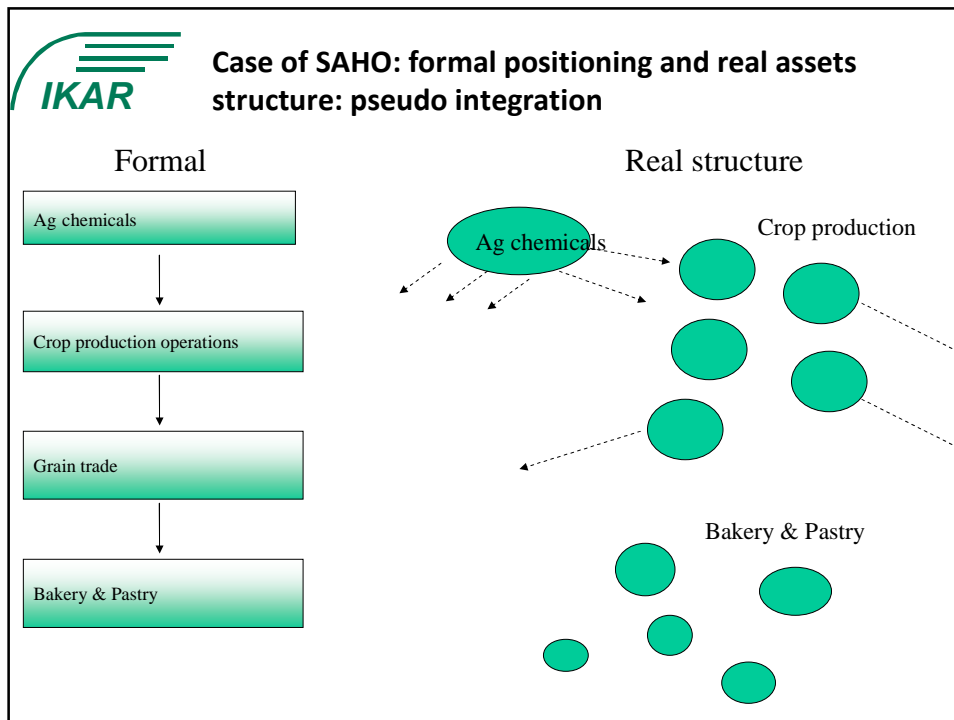 IKAR
Case of SAHO: formal positioning and real assets
structure: pseudo integration
Formal
Ag chemicals
Crop production operations
Grain trade
Bakery & Pastry
Real structure
Ag chemicals
Crop production
Bakery & Pastry